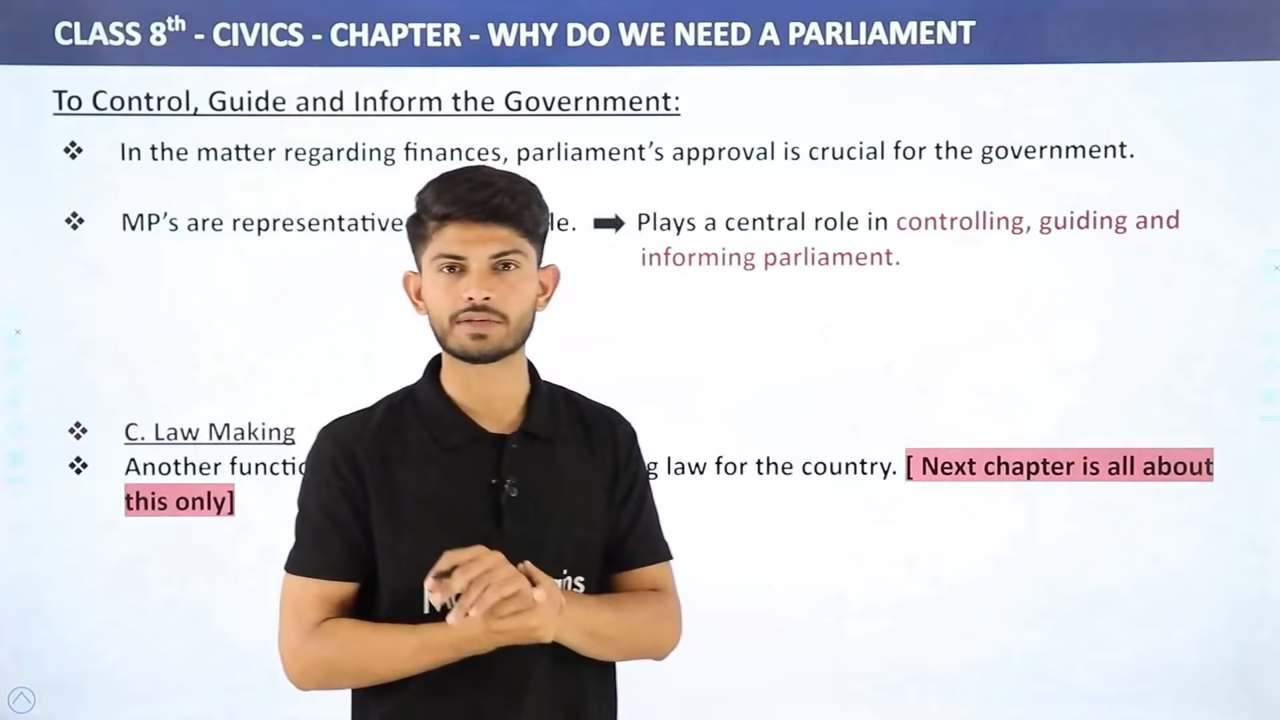 CLASS 8th - CIVICS - CHAPTER - WHY DO WE NEED A PARLIAMENT
To Control, Guide and Inform the Government:
❖ In the matter regarding finances, parliament's approval is crucial for the government.
❖ MP's are representative le. ➡ Plays a central role in controlling, guiding and
informing parliament.
❖ C. Law Making
❖ Another functio g law for the country. [ Next chapter is all about
this only]